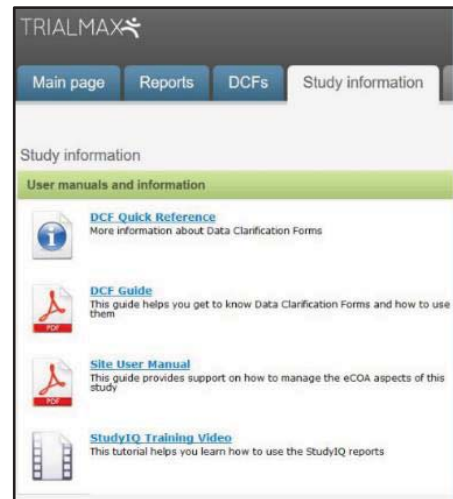 TRIALMAX
Main page
Reports
DCFs
Study information
Study information
User manuals and information
DCF Quick Reference
More information about Data Clarification Forms
DCF Guide
This guide helps you get to know Data Clarification Forms and how to use
them
PDF
Site User Manual
This guide provides support on how to manage the eCOA aspects of this
study
PDF
StudyIQ Training Video
This tutorial helps you learn how to use the StudyIQ reports